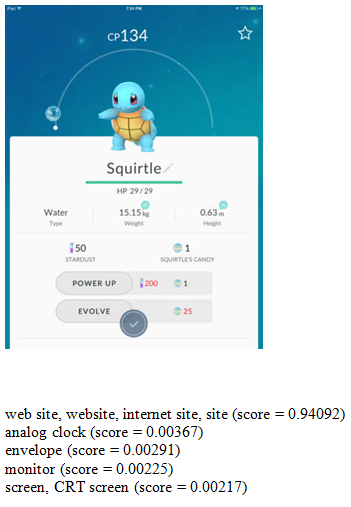 iPad 7:04 PM 77%
CP134
Squirtle
HP 29 / 29
Water 15.15 kg 0.63 m
Type Weight Height
50 1
STARDUST SQUIRTLE'S CANDY
POWER UP 200 1
EVOLVE 25
web site, website, internet site, site (score = 0.94092)
analog clock (score = 0.00367)
envelope (score = 0.00291)
monitor (score = 0.00225)
screen, CRT screen (score = 0.00217)